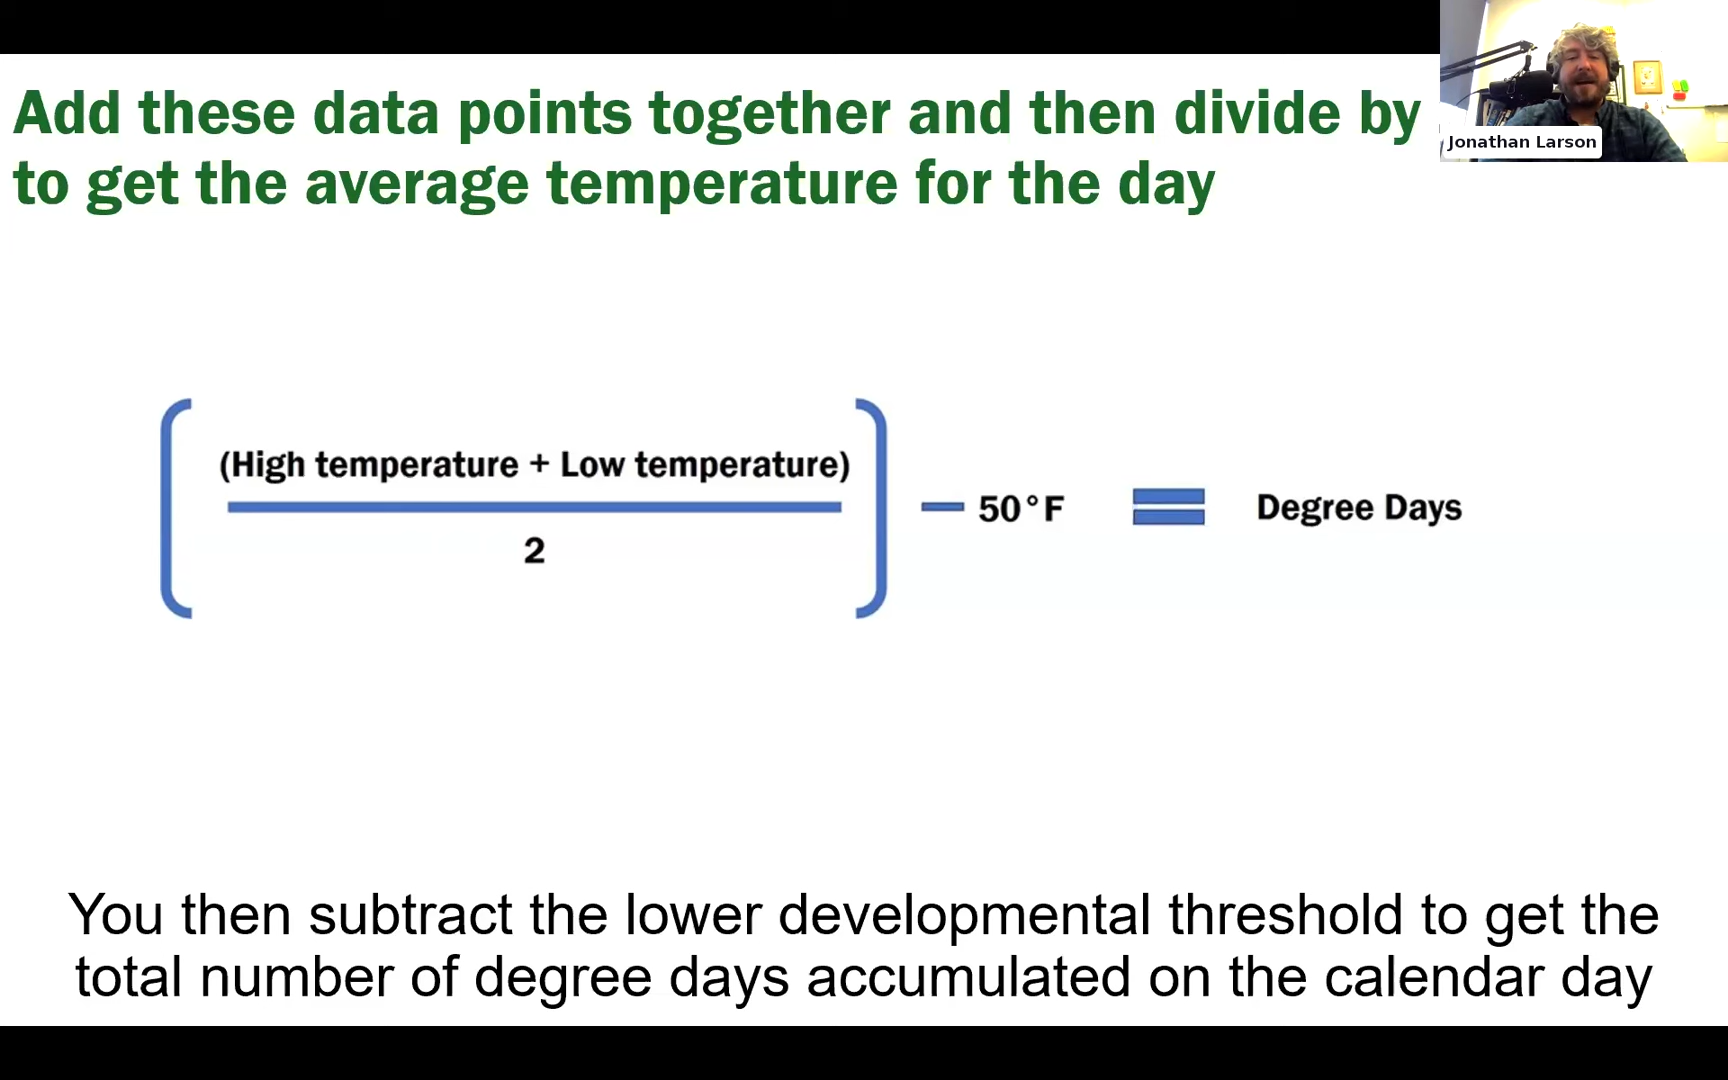 Add these data points together and then divide by
to get the average temperature for the day
Jonathan Larson
(High temperature + Low temperature)
2
— 50°F = Degree Days
You then subtract the lower developmental threshold to get the
total number of degree days accumulated on the calendar day